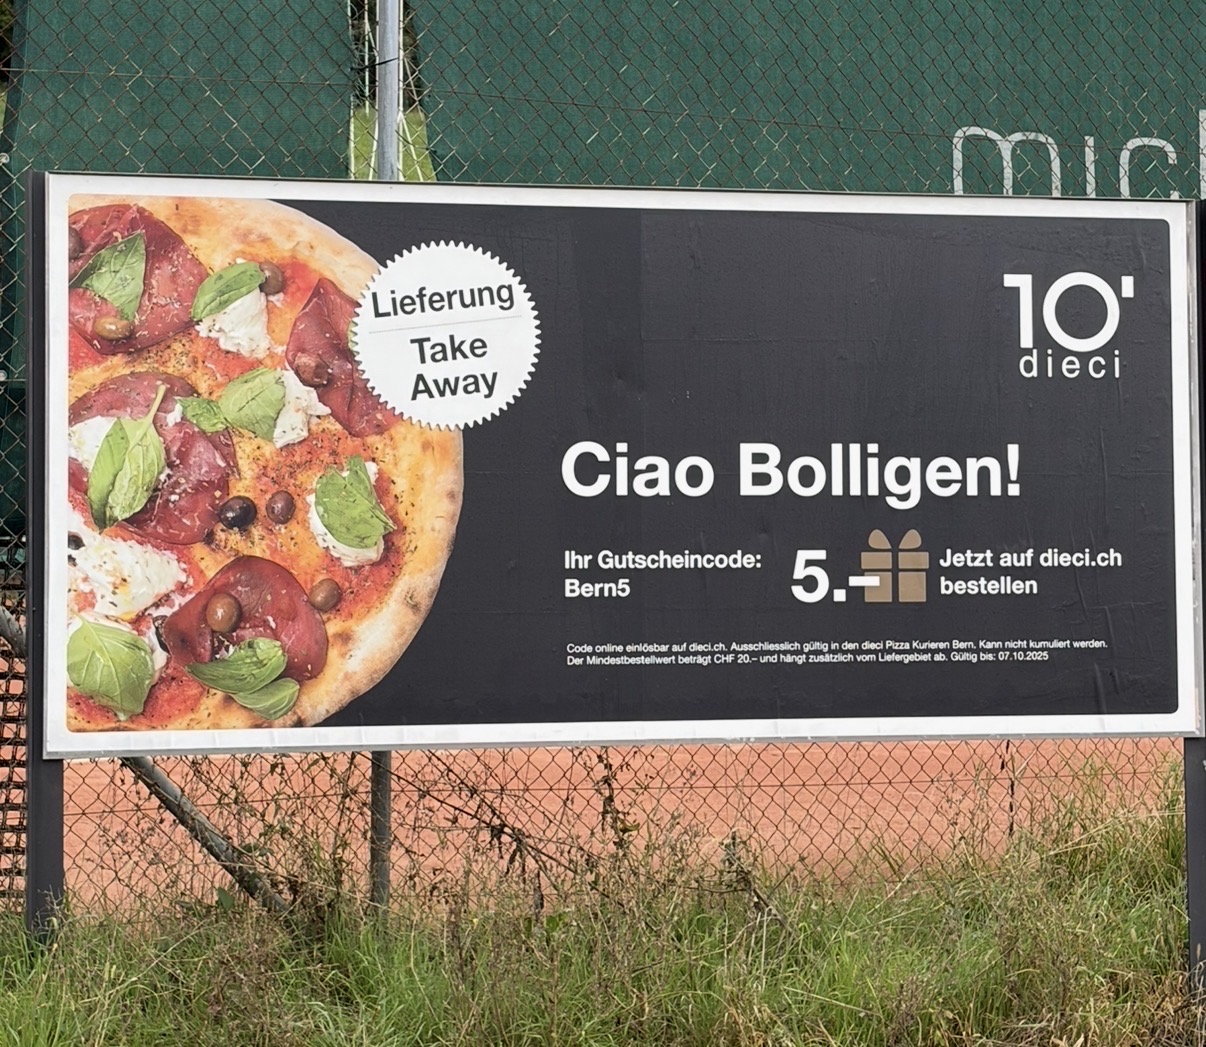 mic
Lieferung
Take
Away
10'
dieci
Ciao Bolligen!
Ihr Gutscheincode:
Bern5
5.–
Jetzt auf dieci.ch
bestellen
Code online einlösbar auf dieci.ch. Ausschliesslich gültig in den dieci Pizza Kurieren Bern. Kann nicht kumuliert werden.
Der Mindestbestellwert beträgt CHF 20.– und hängt zusätzlich vom Liefergebiet ab. Gültig bis: 07.10.2025